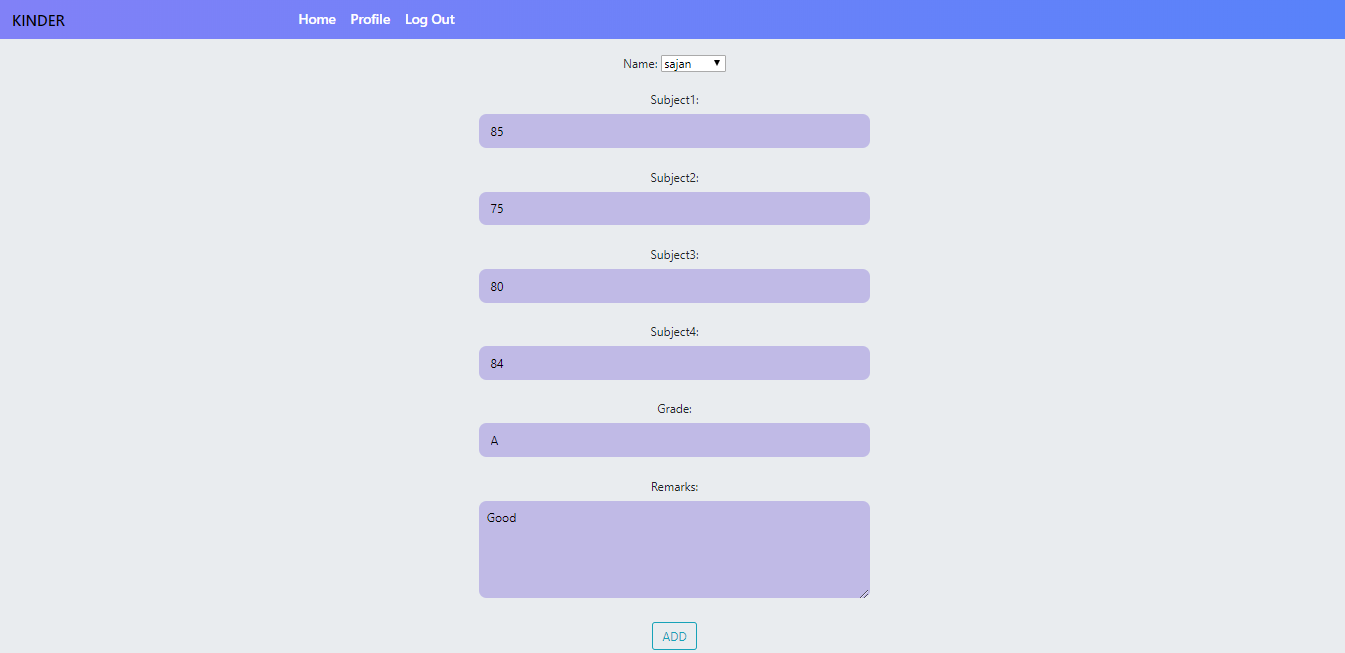 KINDER Home Profile Log Out
Name: sajan
Subject1:
85
Subject2:
75
Subject3:
80
Subject4:
84
Grade:
A
Remarks:
Good
ADD